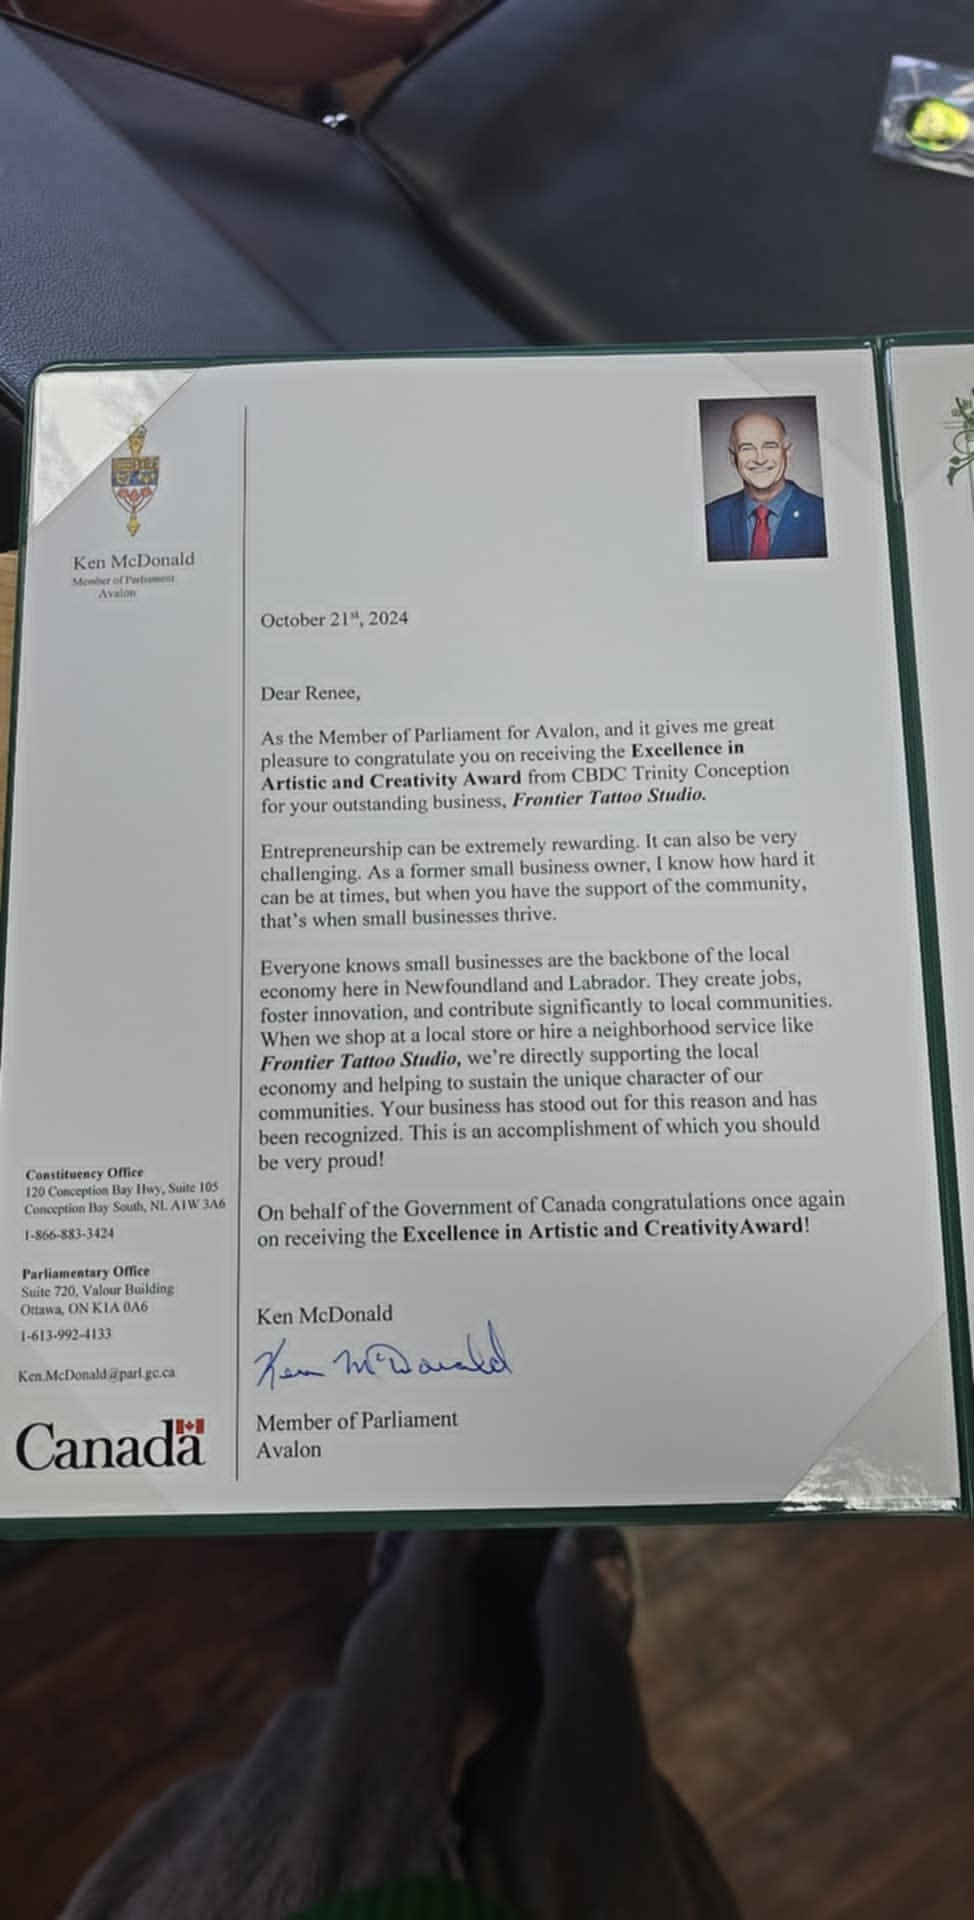 Ken McDonald
Member of Parliament
Avalon
October 21st, 2024
Dear Renee,
As the Member of Parliament for Avalon, and it gives me great
pleasure to congratulate you on receiving the Excellence in
Artistic and Creativity Award from CBDC Trinity Conception
for your outstanding business, Frontier Tattoo Studio.
Entrepreneurship can be extremely rewarding. It can also be very
challenging. As a former small business owner, I know how hard it
can be at times, but when you have the support of the community,
that's when small businesses thrive.
Everyone knows small businesses are the backbone of the local
economy here in Newfoundland and Labrador. They create jobs,
foster innovation, and contribute significantly to local communities.
When we shop at a local store or hire a neighborhood service like
Frontier Tattoo Studio, we're directly supporting the local
economy and helping to sustain the unique character of our
communities. Your business has stood out for this reason and has
been recognized. This is an accomplishment of which you should
be very proud!
On behalf of the Government of Canada congratulations once again
on receiving the Excellence in Artistic and CreativityAward!
Ken McDonald
Ken McDonald
Member of Parliament
Avalon
Constituency Office
120 Conception Bay Hwy, Suite 105
Conception Bay South, NL A1W 3A6
1-866-883-3424
Parliamentary Office
Suite 720, Valour Building
Ottawa, ON K1A 0A6
1-613-992-4133
Ken.McDonald@parl.gc.ca
Canada